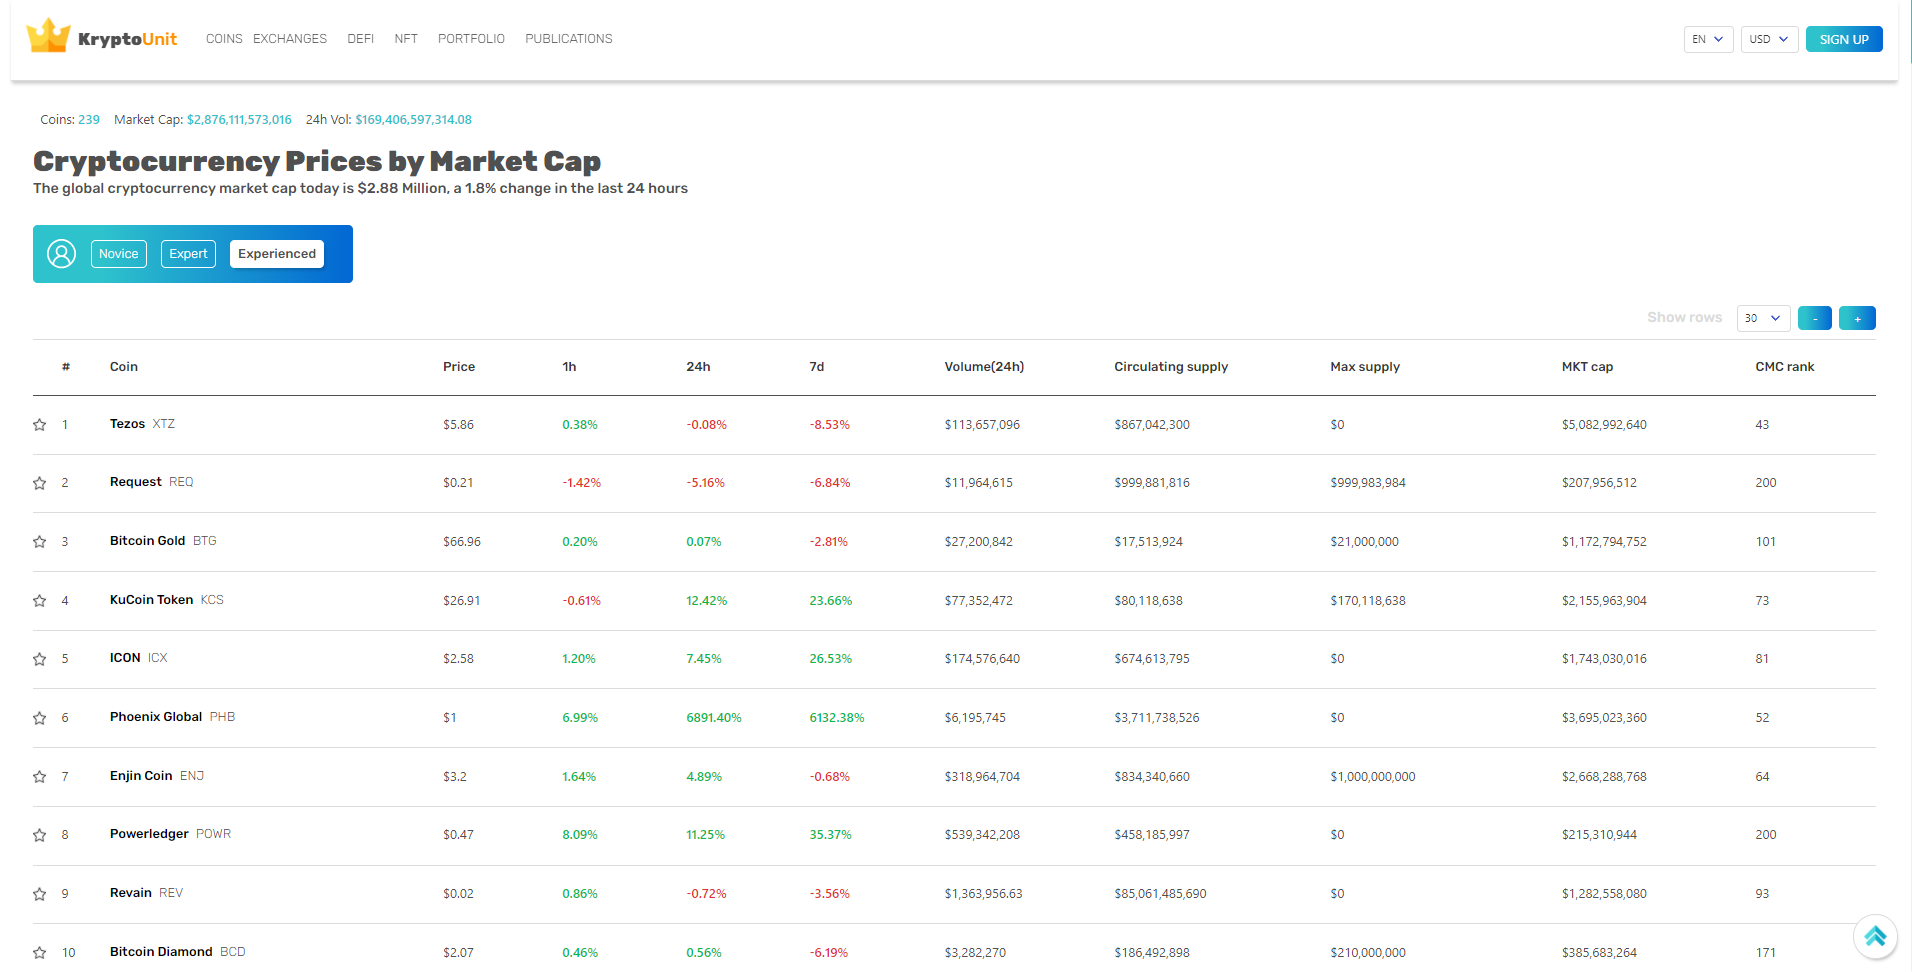 KryptoUnit COINS EXCHANGES DEFI NFT PORTFOLIO PUBLICATIONS EN USD SIGN UP
Coins: 239 Market Cap: $2,876,111,573,016 24h Vol: $169,406,597,314.08
Cryptocurrency Prices by Market Cap
The global cryptocurrency market cap today is $2.88 Million, a 1.8% change in the last 24 hours
Novice Expert Experienced
Show rows 30 - +
# Coin Price 1h 24h 7d Volume(24h) Circulating supply Max supply MKT cap CMC rank
1 Tezos XTZ $5.86 0.38% -0.08% -8.53% $113,657,096 $867,042,300 $0 $5,082,992,640 43
2 Request REQ $0.21 -1.42% -5.16% -6.84% $11,964,615 $999,881,816 $999,983,984 $207,956,512 200
3 Bitcoin Gold BTG $66.96 0.20% 0.07% -2.81% $27,200,842 $17,513,924 $21,000,000 $1,172,794,752 101
4 KuCoin Token KCS $26.91 -0.61% 12.42% 23.66% $77,352,472 $80,118,638 $170,118,638 $2,155,963,904 73
5 ICON ICX $2.58 1.20% 7.45% 26.53% $174,576,640 $674,613,795 $0 $1,743,030,016 81
6 Phoenix Global PHB $1 6.99% 6891.40% 6132.38% $6,195,745 $3,711,738,526 $0 $3,695,023,360 52
7 Enjin Coin ENJ $3.2 1.64% 4.89% -0.68% $318,964,704 $834,340,660 $1,000,000,000 $2,668,288,768 64
8 Powerledger POWR $0.47 8.09% 11.25% 35.37% $539,342,208 $458,185,997 $0 $215,310,944 200
9 Revain REV $0.02 0.86% -0.72% -3.56% $1,363,956.63 $85,061,485,690 $0 $1,282,558,080 93
10 Bitcoin Diamond BCD $2.07 0.46% 0.56% -6.19% $3,282,270 $186,492,898 $210,000,000 $385,683,264 171